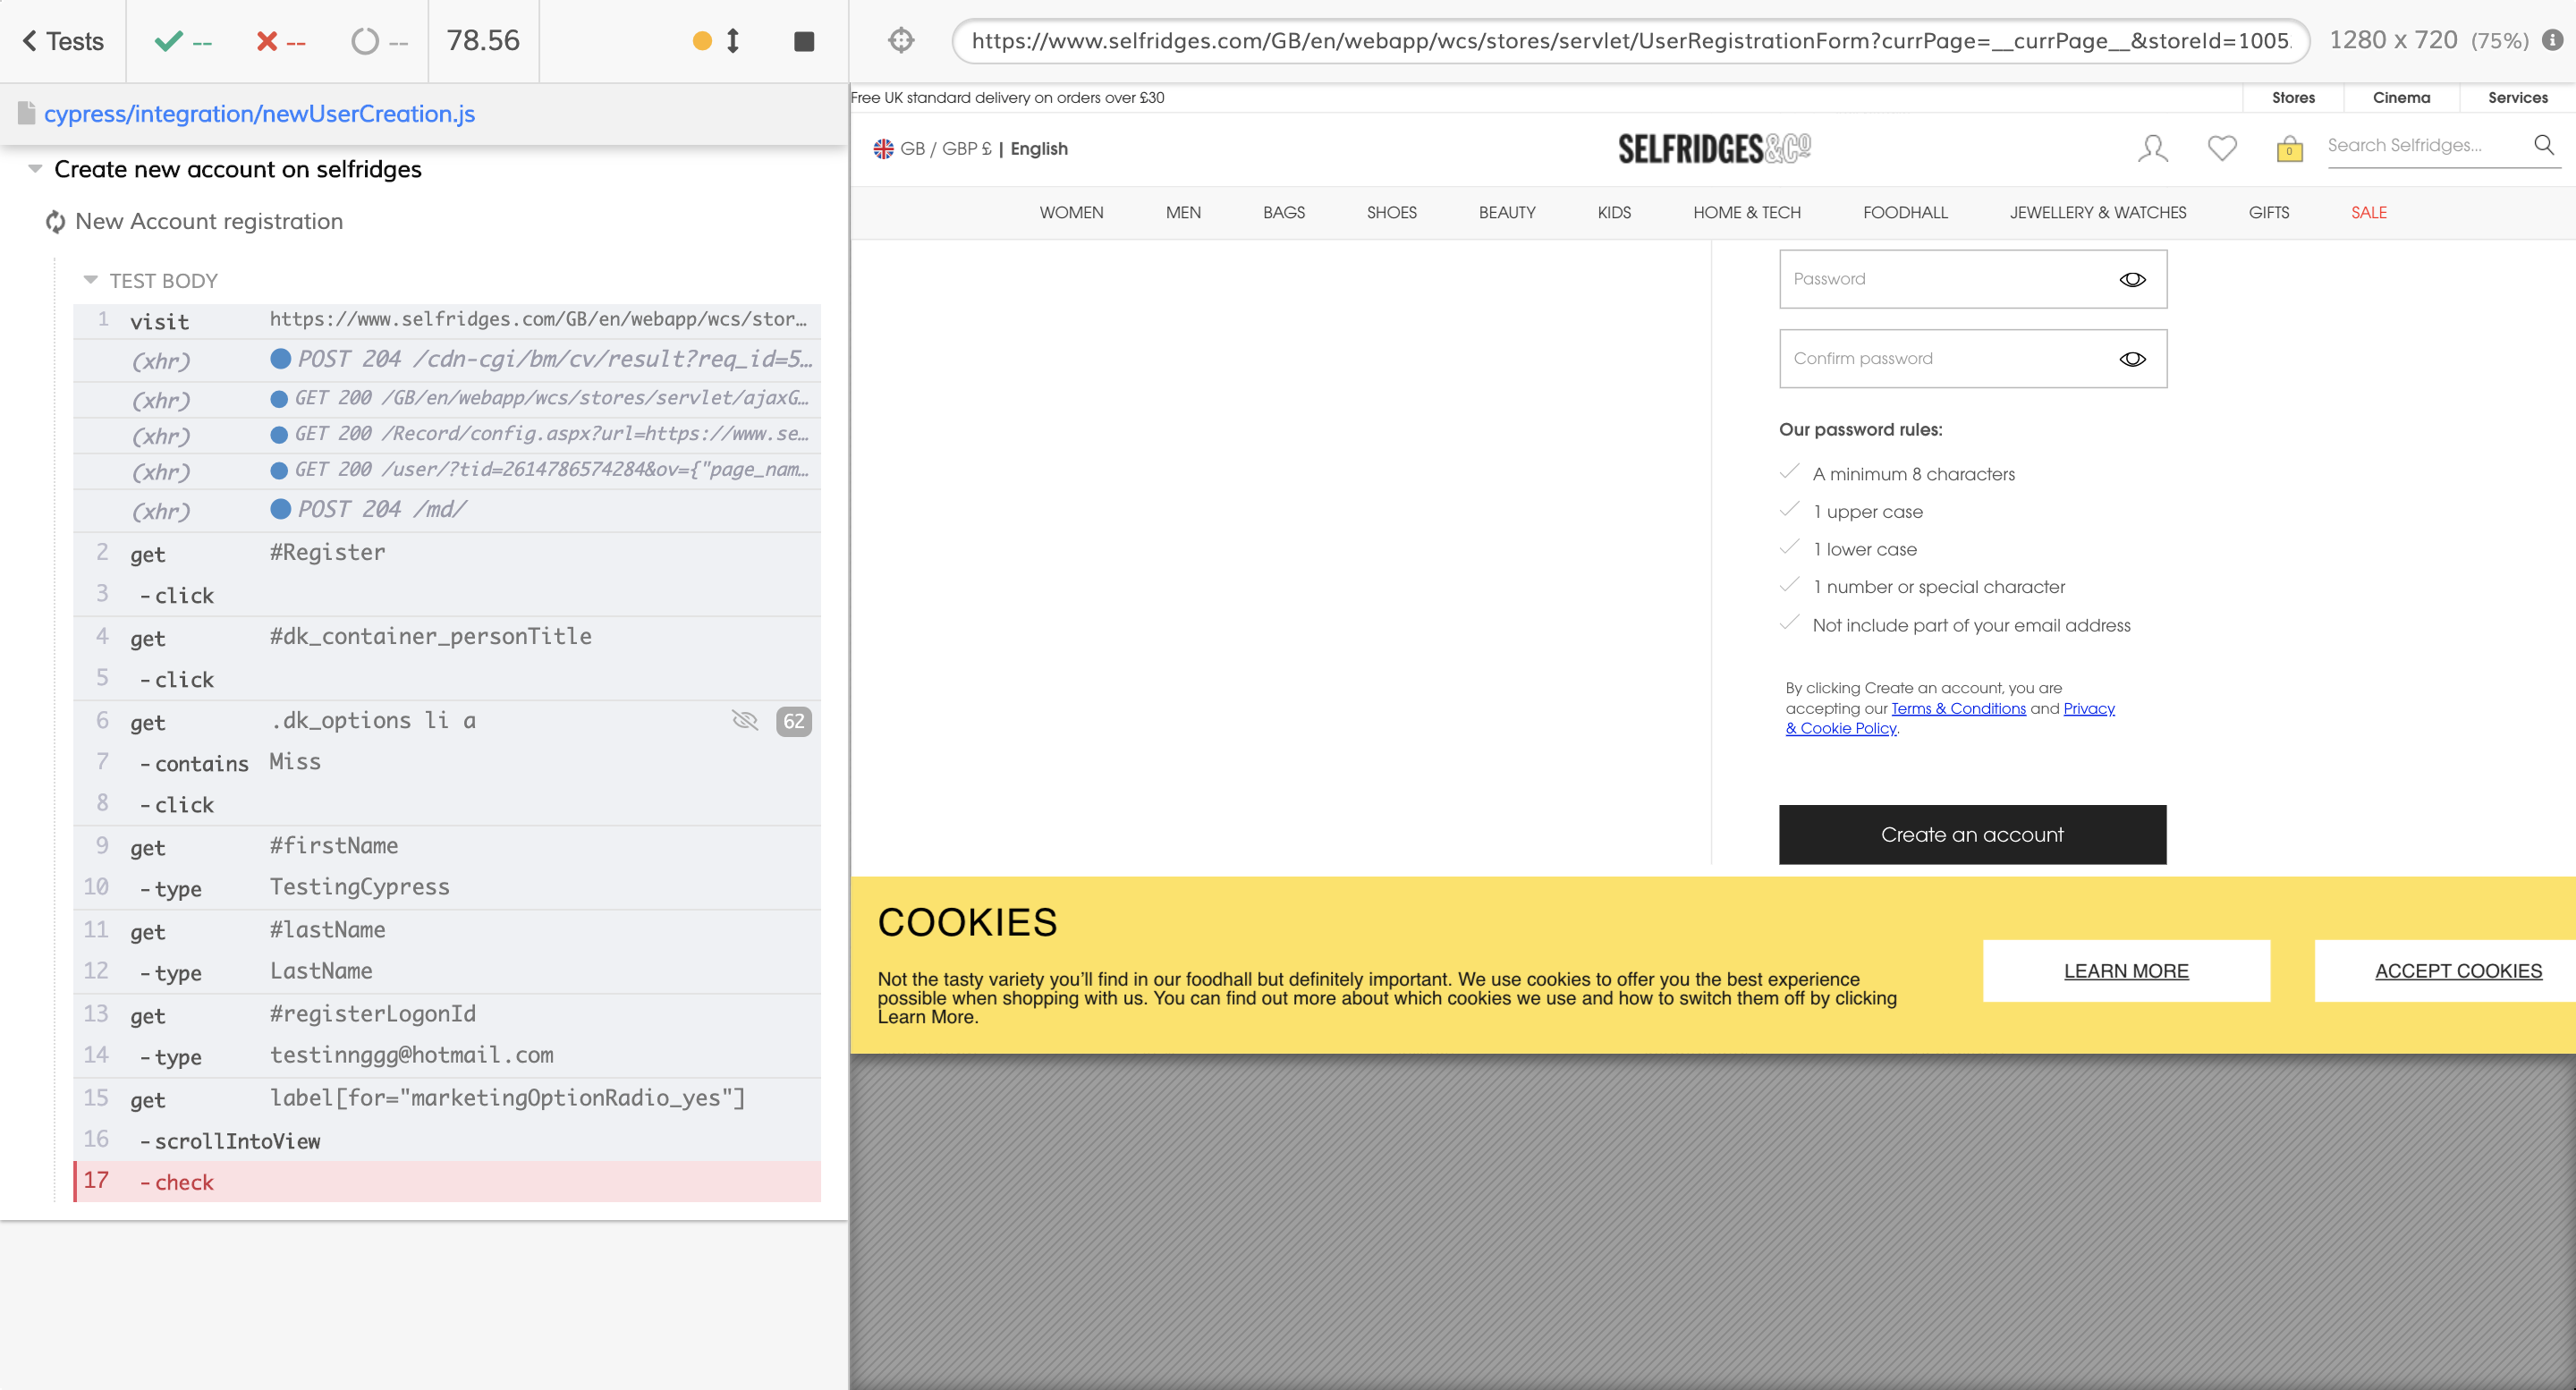 Tests
--
--
--
78.56
https://www.selfridges.com/GB/en/webapp/wcs/stores/servlet/UserRegistrationForm?currPage=__currPage__&storeId=1005
1280 x 720 (75%)
cypress/integration/newUserCreation.js
Create new account on selfridges
New Account registration
TEST BODY
1 visit https://www.selfridges.com/GB/en/webapp/wcs/stor...
(xhr) POST 204 /cdn-cgi/bm/cv/result?req_id=5...
(xhr) GET 200 /GB/en/webapp/wcs/stores/servlet/ajaxG...
(xhr) GET 200 /Record/config.aspx?url=https://www.se...
(xhr) GET 200 /user/?tid=2614786574284&ov={"page_nam...
(xhr) POST 204 /md/
2 get #Register
3 -click
4 get #dk_container_personTitle
5 -click
6 get .dk_options li a 62
7 -contains Miss
8 -click
9 get #firstName
10 -type TestingCypress
11 get #lastName
12 -type LastName
13 get #registerLogonId
14 -type testinnggg@hotmail.com
15 get label[for="marketingOptionRadio_yes"]
16 -scrollIntoView
17 -check
Free UK standard delivery on orders over £30
Stores Cinema Services
GB / GBP £ | English
SELFRIDGES&CO
0
Search Selfridges...
WOMEN MEN BAGS SHOES BEAUTY KIDS HOME & TECH FOODHALL JEWELLERY & WATCHES GIFTS SALE
Password
Confirm password
Our password rules:
A minimum 8 characters
1 upper case
1 lower case
1 number or special character
Not include part of your email address
By clicking Create an account, you are
accepting our Terms & Conditions and Privacy
& Cookie Policy.
Create an account
COOKIES
Not the tasty variety you'll find in our foodhall but definitely important. We use cookies to offer you the best experience
possible when shopping with us. You can find out more about which cookies we use and how to switch them off by clicking
Learn More.
LEARN MORE
ACCEPT COOKIES